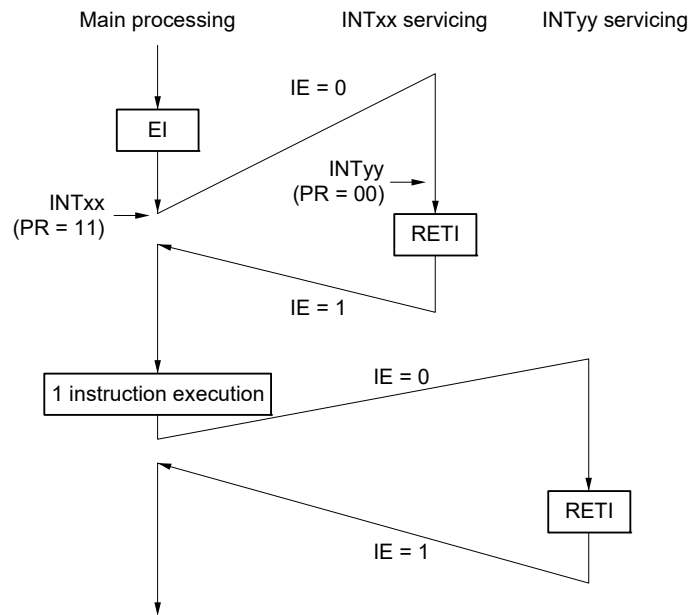 Main processing
INTxx servicing
INTyy servicing
IE = 0
EI
INTyy
(PR = 00)
INTxx
(PR = 11)
RETI
IE = 1
1 instruction execution
IE = 0
RETI
IE = 1